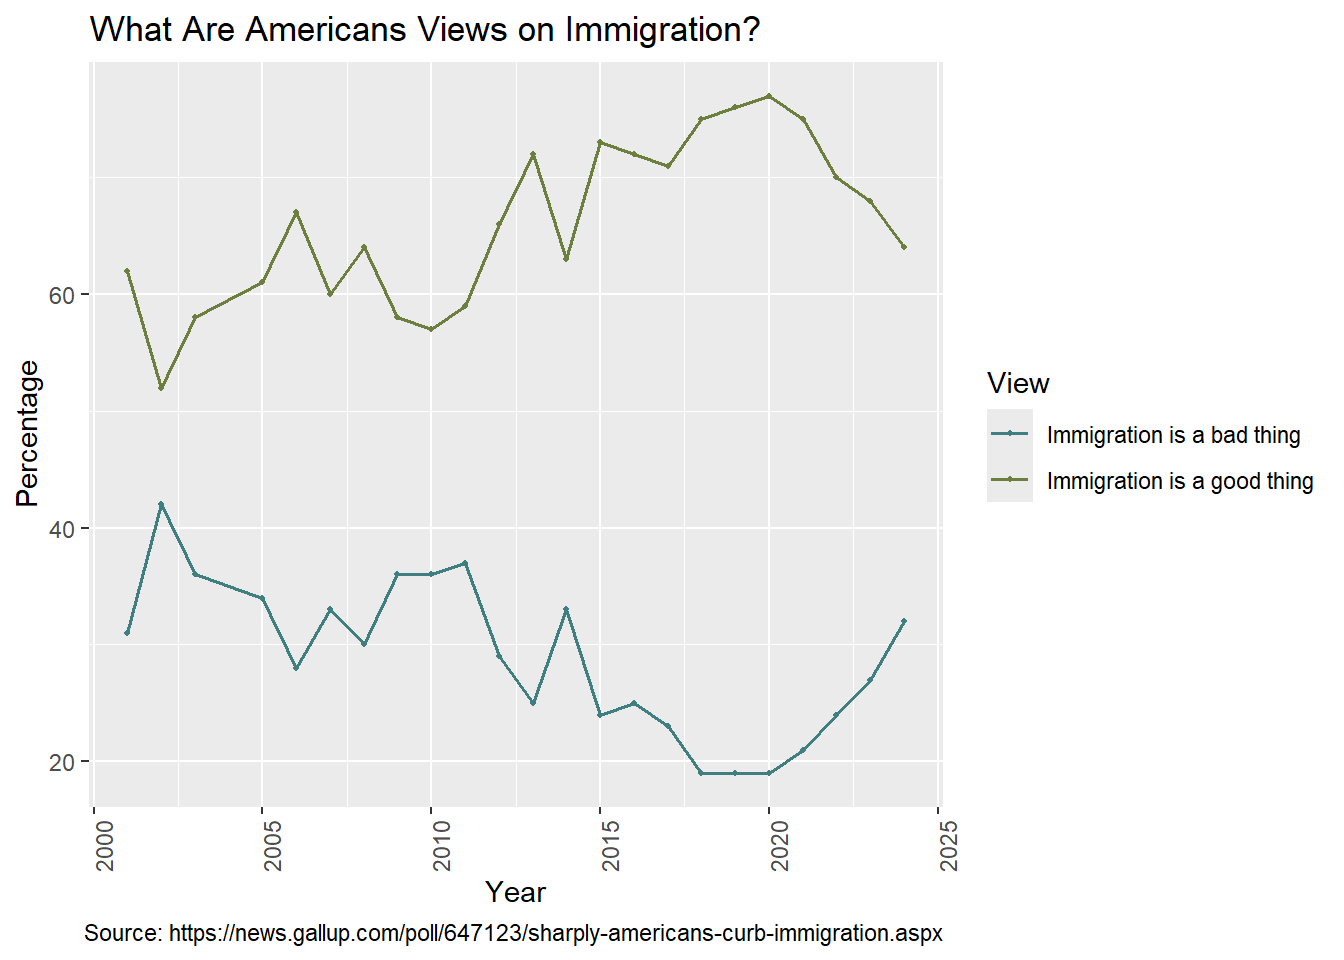 What Are Americans Views on Immigration?
Percentage
60
40
20
2000
2005
2010
2015
2020
2025
Year
View
Immigration is a bad thing
Immigration is a good thing
Source: https://news.gallup.com/poll/647123/sharply-americans-curb-immigration.aspx